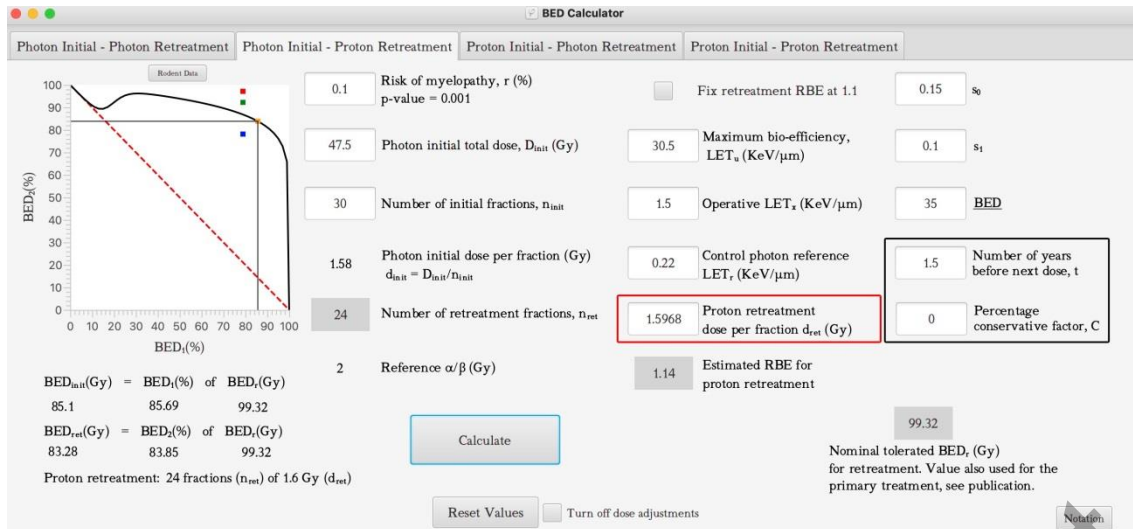 BED Calculator
Photon Initial - Photon Retreatment
Photon Initial - Proton Retreatment
Proton Initial - Photon Retreatment
Proton Initial - Proton Retreatment
Rodent Data
100
90
80
70
60
50
40
30
20
10
0
BED₂(%)
0 10 20 30 40 50 60 70 80 90 100
BED₁(%)
BEDᵢₙᵢₜ(Gy) = BED₁(%) of BEDᵣ(Gy)
85.1 85.69 99.32
BEDᵣₑₜ(Gy) = BED₂(%) of BEDᵣ(Gy)
83.28 83.85 99.32
Proton retreatment: 24 fractions (nᵣₑₜ) of 1.6 Gy (dᵣₑₜ)
0.1 Risk of myelopathy, r (%)
p-value = 0.001
47.5 Photon initial total dose, Dᵢₙᵢₜ (Gy)
30 Number of initial fractions, nᵢₙᵢₜ
1.58 Photon initial dose per fraction (Gy)
dᵢₙᵢₜ = Dᵢₙᵢₜ/nᵢₙᵢₜ
24 Number of retreatment fractions, nᵣₑₜ
2 Reference α/β (Gy)
Fix retreatment RBE at 1.1
30.5 Maximum bio-efficiency,
LETᵤ (KeV/μm)
1.5 Operative LETₓ (KeV/μm)
0.22 Control photon reference
LETᵣ (KeV/μm)
1.5968 Proton retreatment
dose per fraction dᵣₑₜ (Gy)
1.14 Estimated RBE for
proton retreatment
0.15 s₀
0.1 s₁
35 BED
1.5 Number of years
before next dose, t
0 Percentage
conservative factor, C
99.32
Nominal tolerated BEDᵣ (Gy)
for retreatment. Value also used for the
primary treatment, see publication.
Calculate
Reset Values
Turn off dose adjustments
Notation